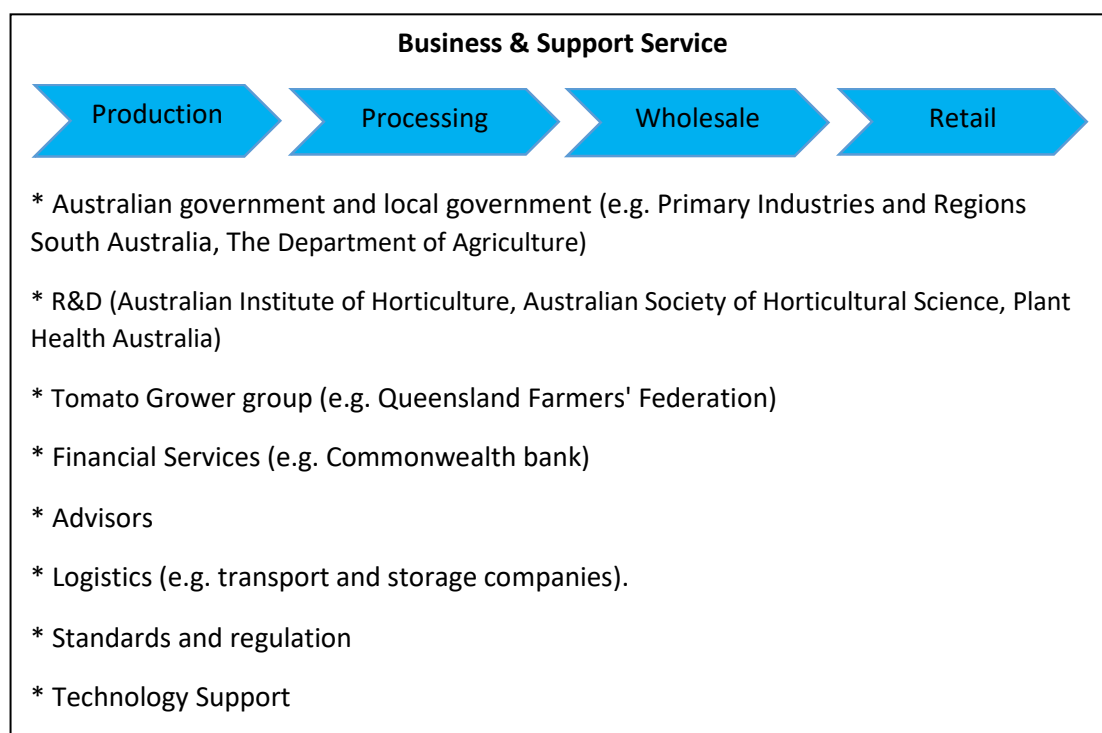 Business & Support Service
Production
Processing
Wholesale
Retail
* Australian government and local government (e.g. Primary Industries and Regions
South Australia, The Department of Agriculture)
* R&D (Australian Institute of Horticulture, Australian Society of Horticultural Science, Plant
Health Australia)
* Tomato Grower group (e.g. Queensland Farmers' Federation)
* Financial Services (e.g. Commonwealth bank)
* Advisors
* Logistics (e.g. transport and storage companies).
* Standards and regulation
* Technology Support